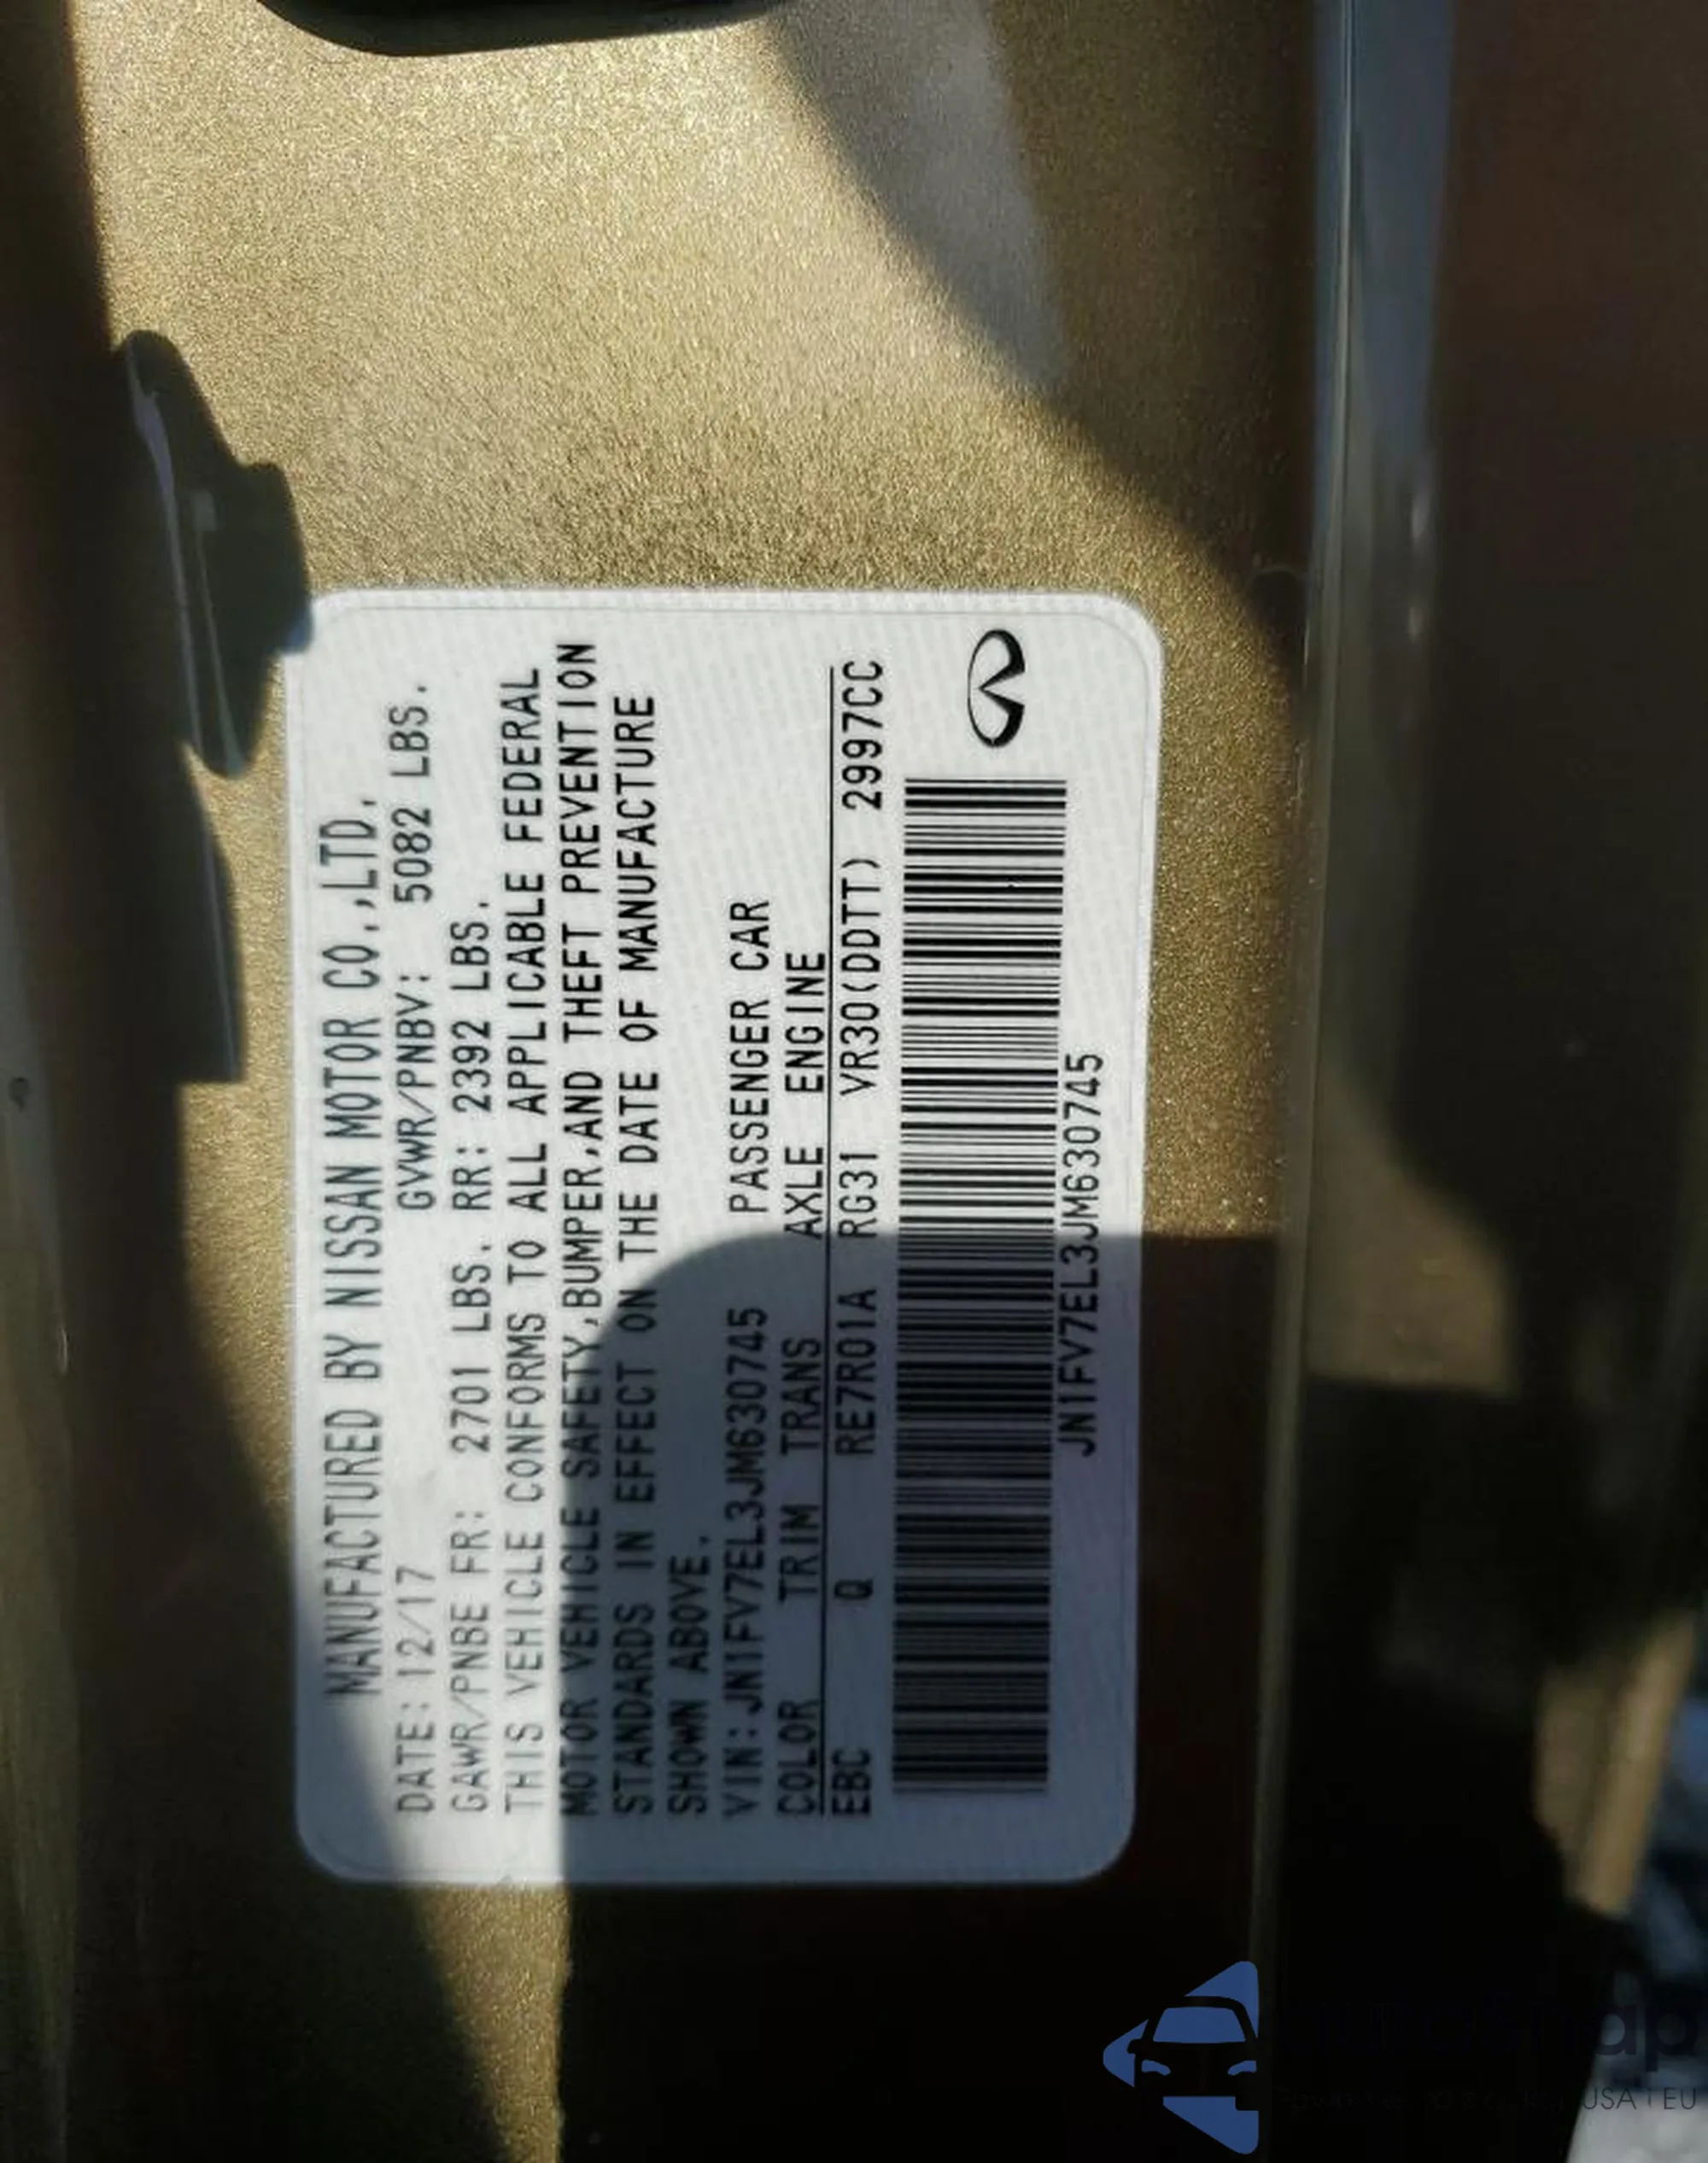 MANUFACTURED BY NISSAN MOTOR CO.,LTD.
DATE: 12/17 GVWR/PNBV: 5082 LBS.
GAWR/PNBE FR: 2701 LBS. RR: 2392 LBS.
THIS VEHICLE CONFORMS TO ALL APPLICABLE FEDERAL
MOTOR VEHICLE SAFETY,BUMPER,AND THEFT PREVENTION
STANDARDS IN EFFECT ON THE DATE OF MANUFACTURE
SHOWN ABOVE.
VIN:JN1FV7EL3JM630745 PASSENGER CAR
COLOR TRIM TRANS AXLE ENGINE
EBC Q RE7R01A RG31 VR30(DDTT) 2997CC
JN1FV7EL3JM630745
USA I EU